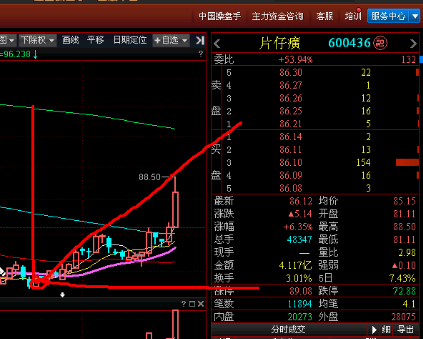 中国操盘手 主力资金咨询 客服 培训 服务中心
图 下除权 画线 平移 日期定位 +自选
=96.238↓ ?
88.50
? □ ×
片仔癀 600436 融
委比 +53.94% 132
卖盘
5 86.30 22
4 86.27 1
3 86.26 12
2 86.25 16
1 86.21 5
买盘
1 86.14 2
2 86.11 13
3 86.10 154
4 86.09 16
5 86.08 3
最新 86.12 均价 85.15
涨跌 ▲5.14 开盘 81.11
涨幅 +6.35% 最高 88.50
总手 48347 最低 81.11
现手 — 量比 2.98
金额 4.117亿 强弱 ▲0.10
换手 3.01% 5日 7.43%
涨停 89.08 跌停 72.88
笔数 11894 均笔 4.1
内盘 20273 外盘 28075
分时成交 ▶ 细 导出